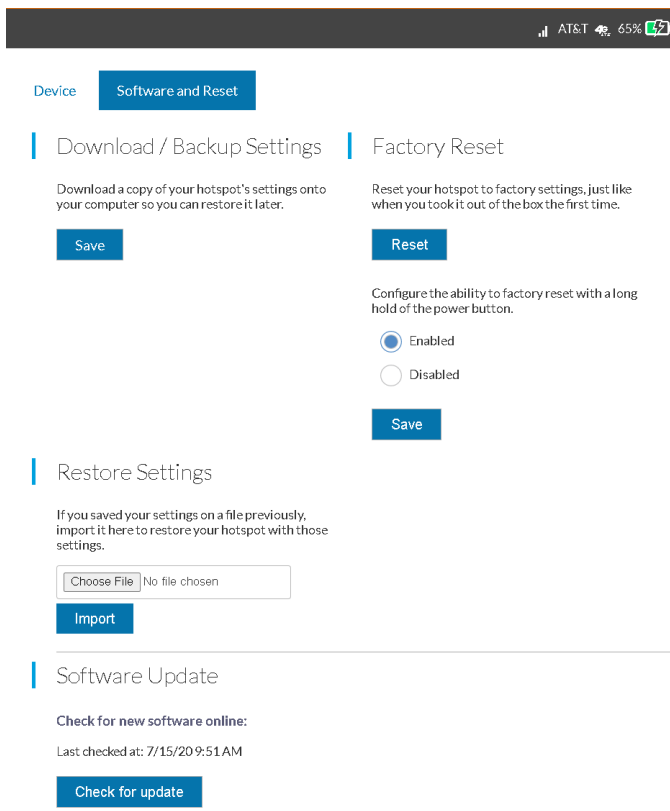 AT&T 4G LTE 65%
Device
Software and Reset
Download / Backup Settings
Download a copy of your hotspot's settings onto
your computer so you can restore it later.
Save
Factory Reset
Reset your hotspot to factory settings, just like
when you took it out of the box the first time.
Reset
Configure the ability to factory reset with a long
hold of the power button.
Enabled
Disabled
Save
Restore Settings
If you saved your settings on a file previously,
import it here to restore your hotspot with those
settings.
Choose File No file chosen
Import
Software Update
Check for new software online:
Last checked at: 7/15/20 9:51 AM
Check for update